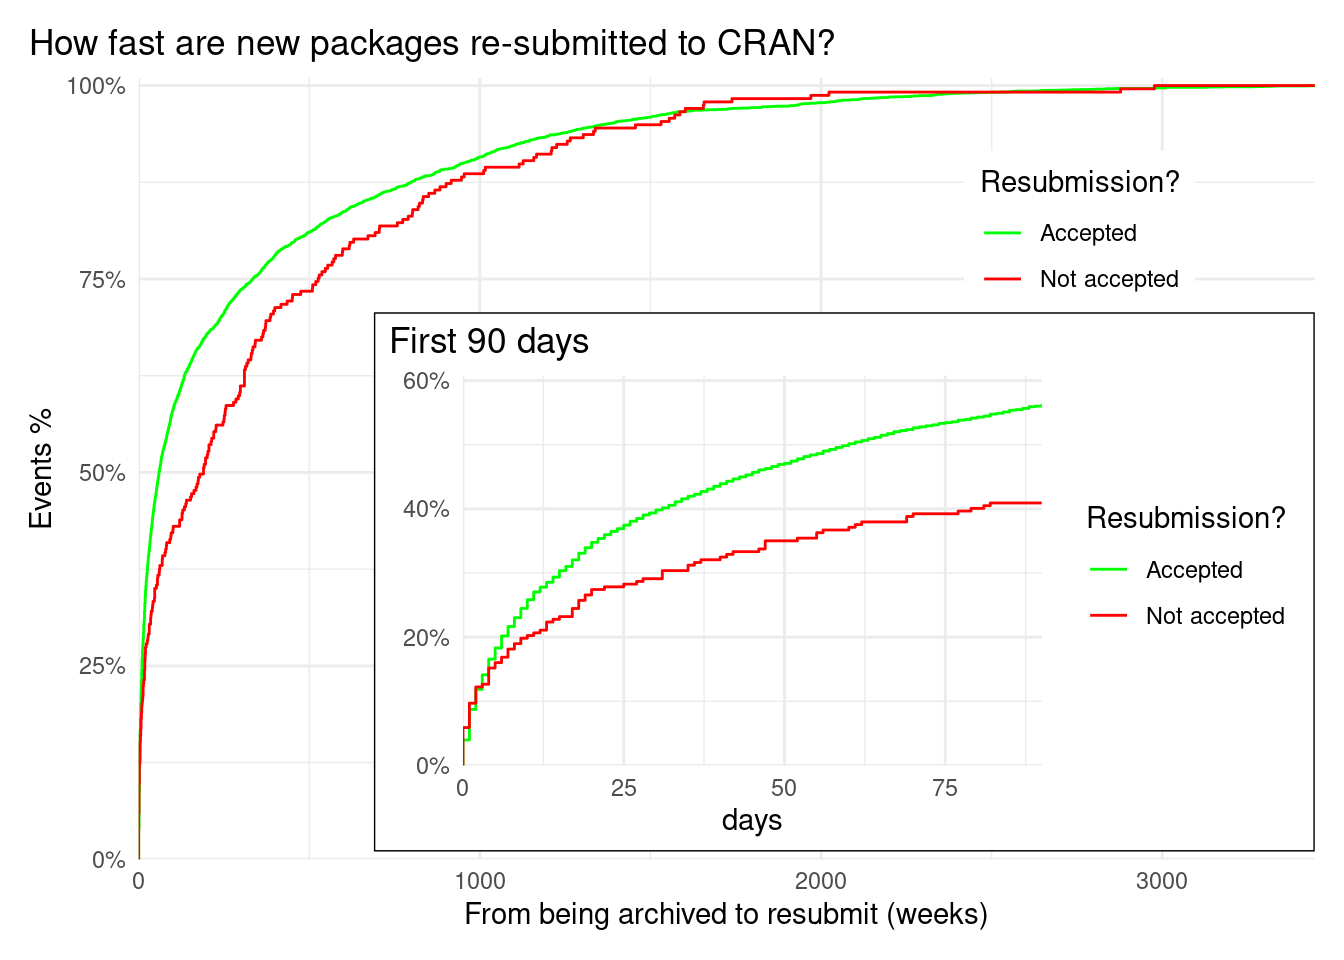 How fast are new packages re-submitted to CRAN?
100%
75%
50%
25%
0%
Events %
0 1000 2000 3000
From being archived to resubmit (weeks)
Resubmission?
Accepted
Not accepted
First 90 days
60%
40%
20%
0%
0 25 50 75
days
Resubmission?
Accepted
Not accepted